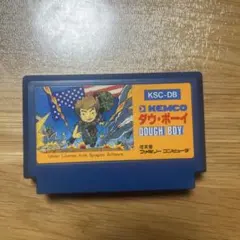 KSC-DB
KEMCO
ダウ・ボーイ
DOUGH BOY
Under License from Synapse Software
ファミリーコンピュータ